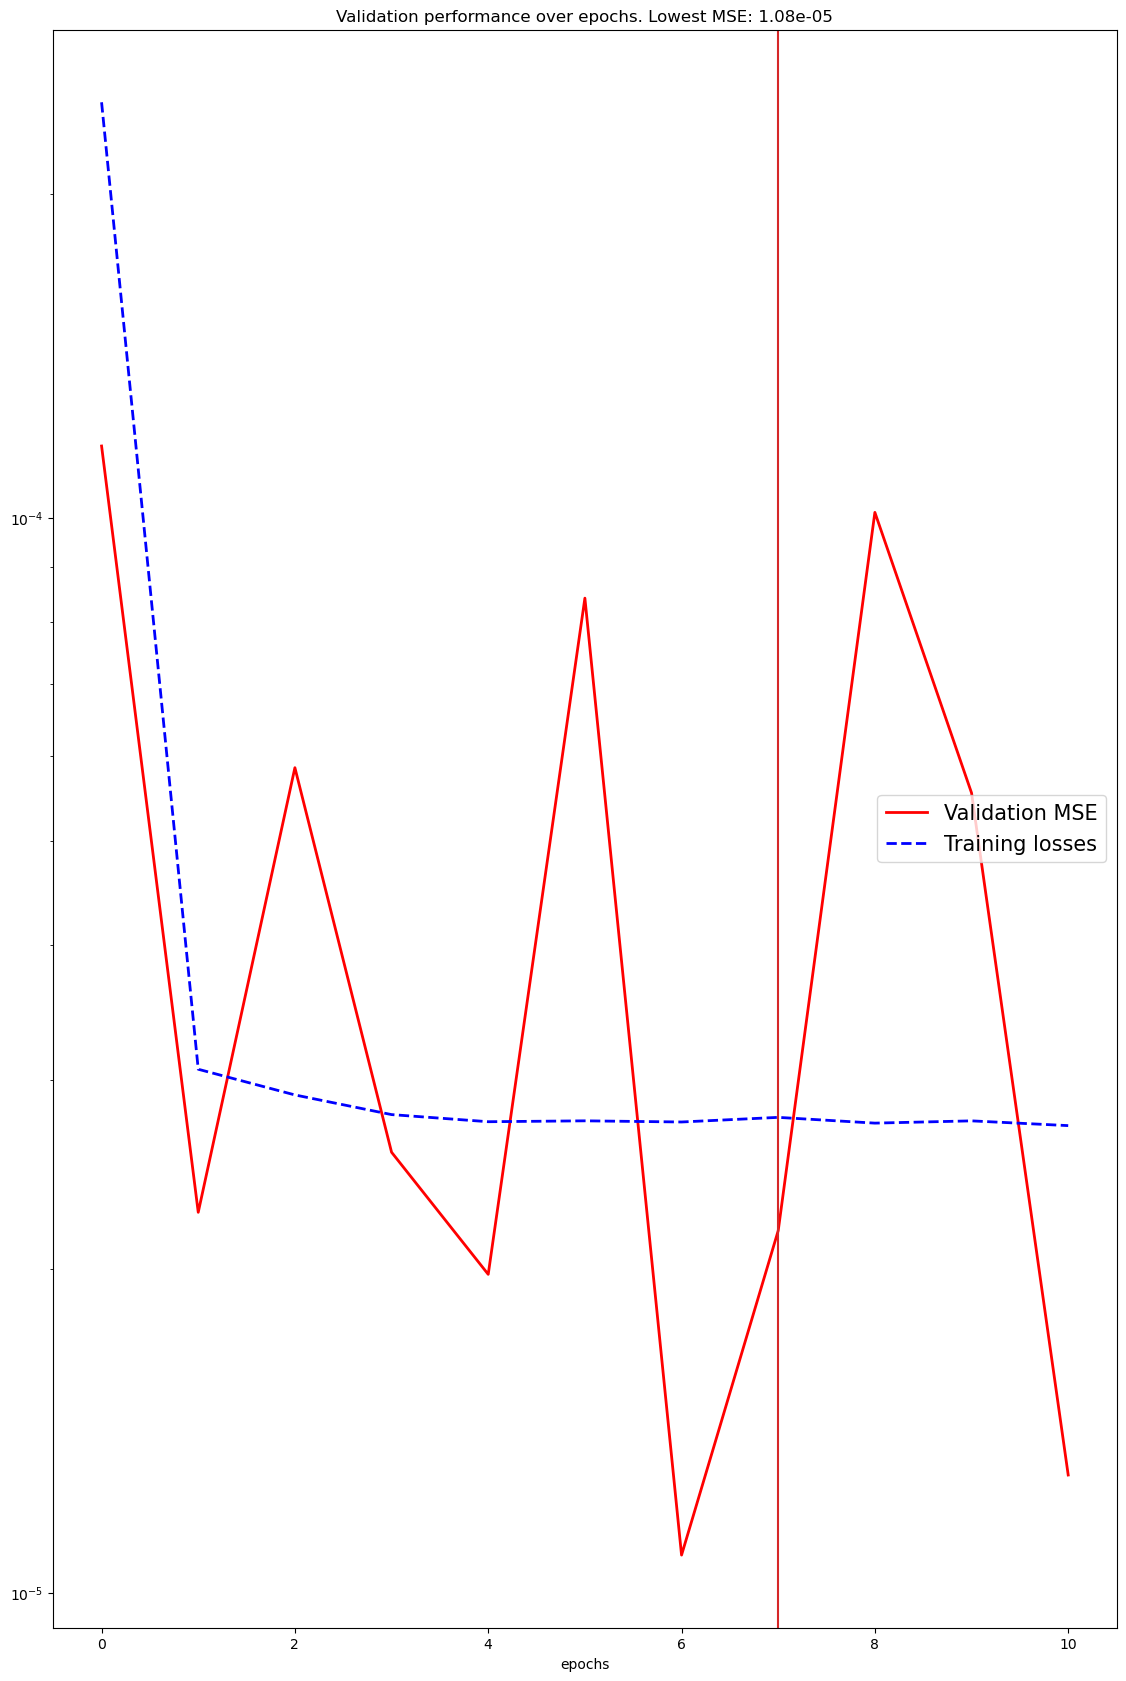 Validation performance over epochs. Lowest MSE: 1.08e-05
10⁻⁴
Validation MSE
Training losses
10⁻⁵
0 2 4 6 8 10
epochs